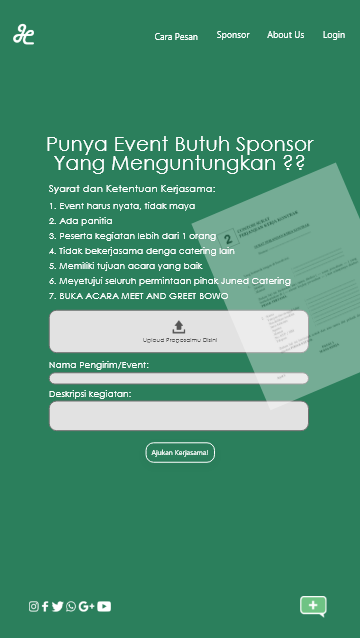 Cara Pesan
Sponsor
About Us
Login
Punya Event Butuh Sponsor
Yang Menguntungkan ??
Syarat dan Ketentuan Kerjasama:
1. Event harus nyata, tidak maya
2. Ada panitia
3. Peserta kegiatan lebih dari 1 orang
4. Tidak bekerjasama denga catering lain
5. Memiliki tujuan acara yang baik
6. Meyetujui seluruh permintaan pihak Juned Catering
7. BUKA ACARA MEET AND GREET BOWO
Upload Proposalmu Disini
Nama Pengirim/Event:
Deskripsi Kegiatan:
Ajukan Kerjasama!
2